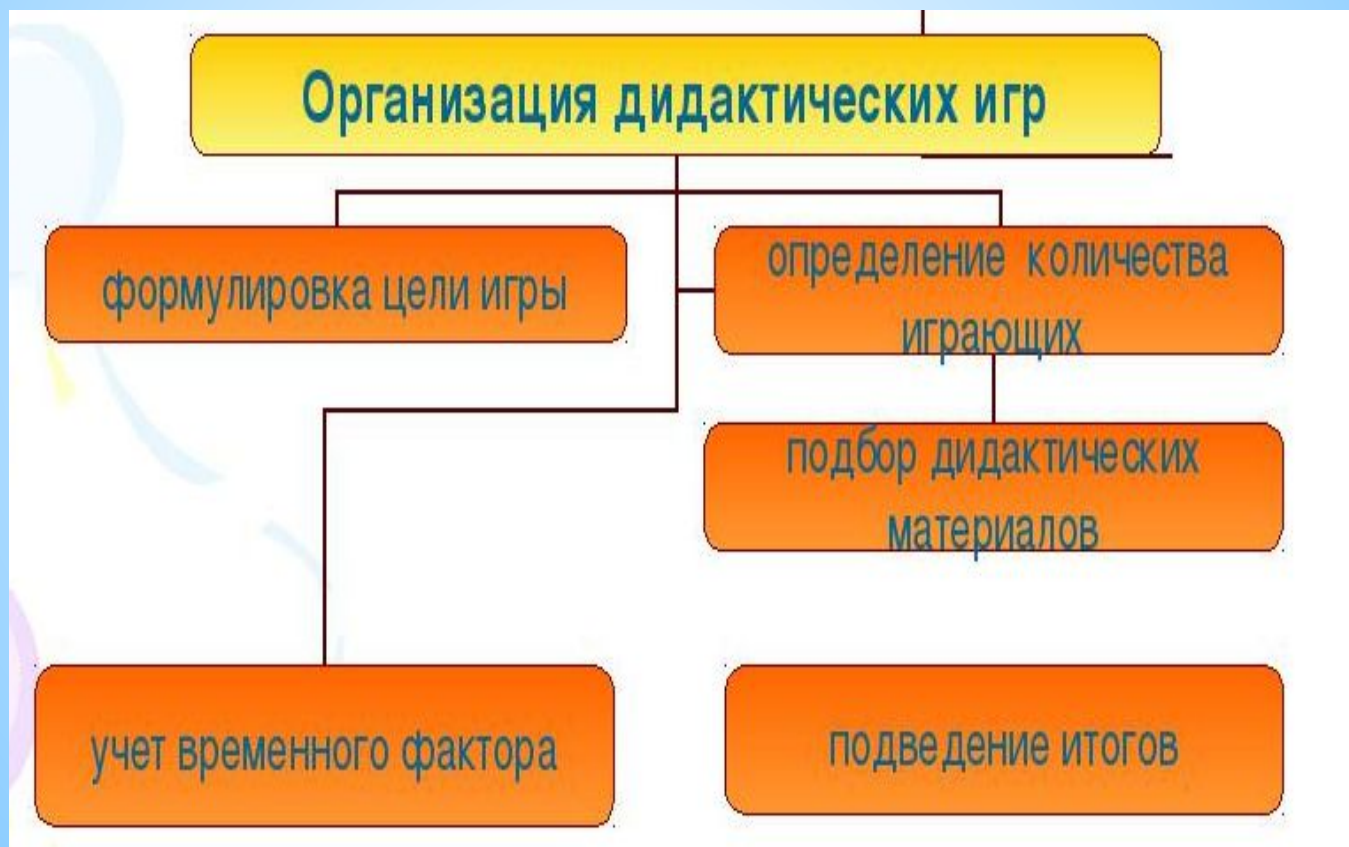 Организация дидактических игр
формулировка цели игры
определение количества
играющих
подбор дидактических
материалов
учет временного фактора
подведение итогов